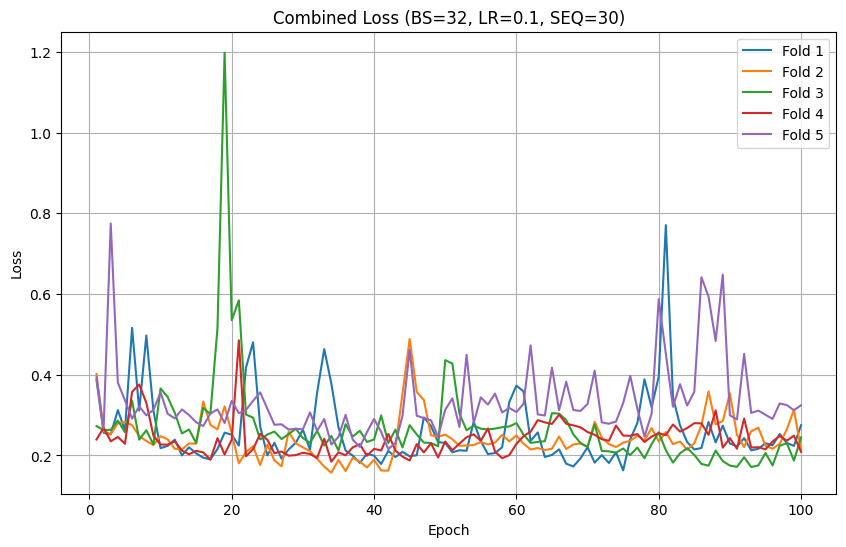 Combined Loss (BS=32, LR=0.1, SEQ=30)
Fold 1
Fold 2
Fold 3
Fold 4
Fold 5
Loss
1.2
1.0
0.8
0.6
0.4
0.2
0 20 40 60 80 100
Epoch